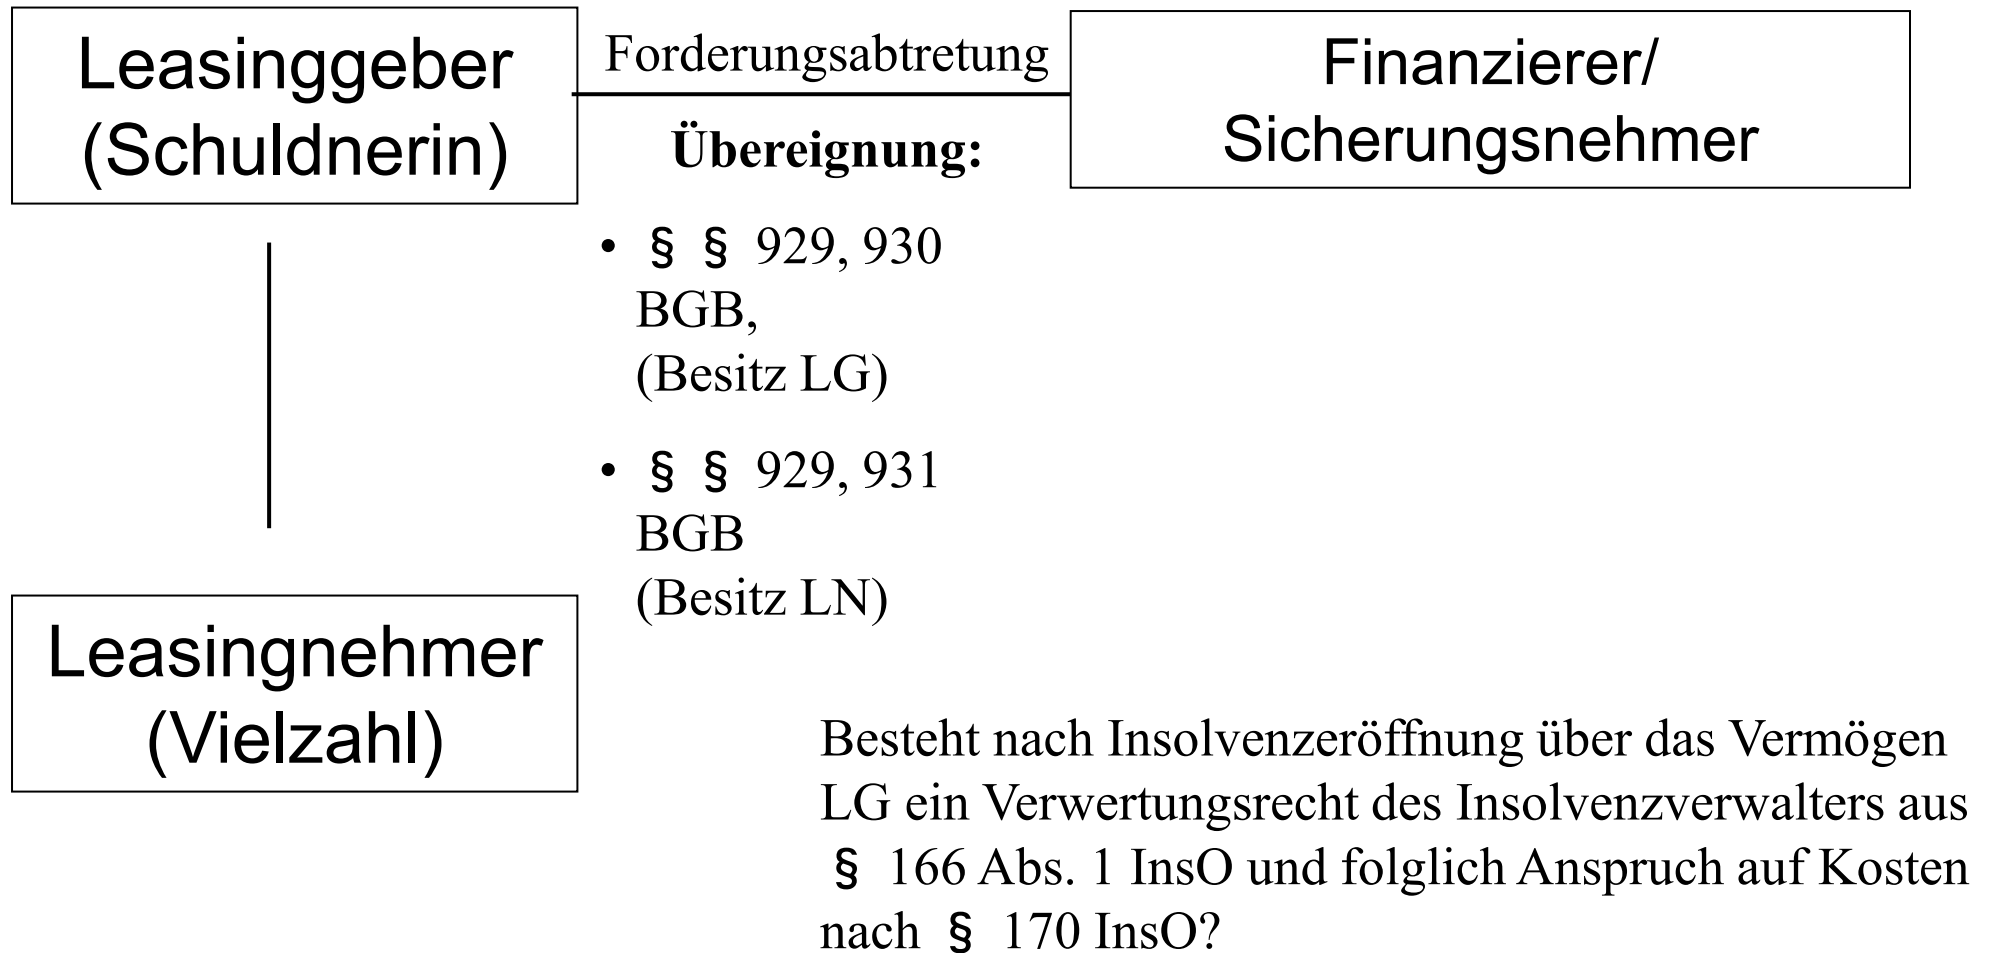 Leasinggeber
(Schuldnerin)
Forderungsabtretung
Finanzierer/
Sicherungsnehmer
Übereignung:
• § § 929, 930
BGB,
(Besitz LG)
• § § 929, 931
BGB
(Besitz LN)
Leasingnehmer
(Vielzahl)
Besteht nach Insolvenzeröffnung über das Vermögen
LG ein Verwertungsrecht des Insolvenzverwalters aus
§ 166 Abs. 1 InsO und folglich Anspruch auf Kosten
nach § 170 InsO?